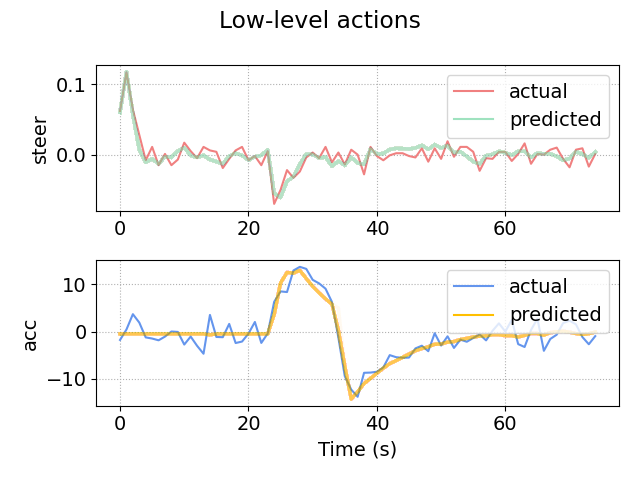 Low-level actions
0.1
0.0
steer
actual
predicted
0 20 40 60
10
0
−10
acc
actual
predicted
0 20 40 60
Time (s)